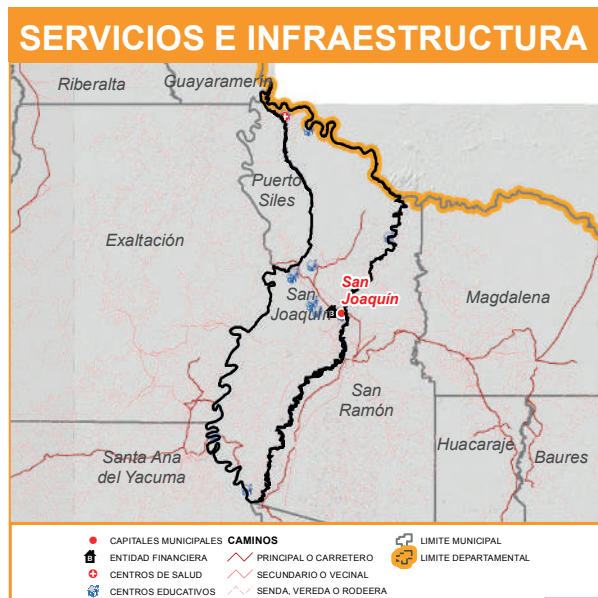 SERVICIOS E INFRAESTRUCTURA
Riberalta
Guayaramerín
Puerto
Siles
Exaltación
San
Joaquín
San
Joaquín
B
Magdalena
San
Ramón
Huacaraje
Baures
Santa Ana
del Yacuma
CAPITALES MUNICIPALES
B ENTIDAD FINANCIERA
CENTROS DE SALUD
CENTROS EDUCATIVOS
CAMINOS
PRINCIPAL O CARRETERO
SECUNDARIO O VECINAL
SENDA, VEREDA O RODEERA
LIMITE MUNICIPAL
LIMITE DEPARTAMENTAL